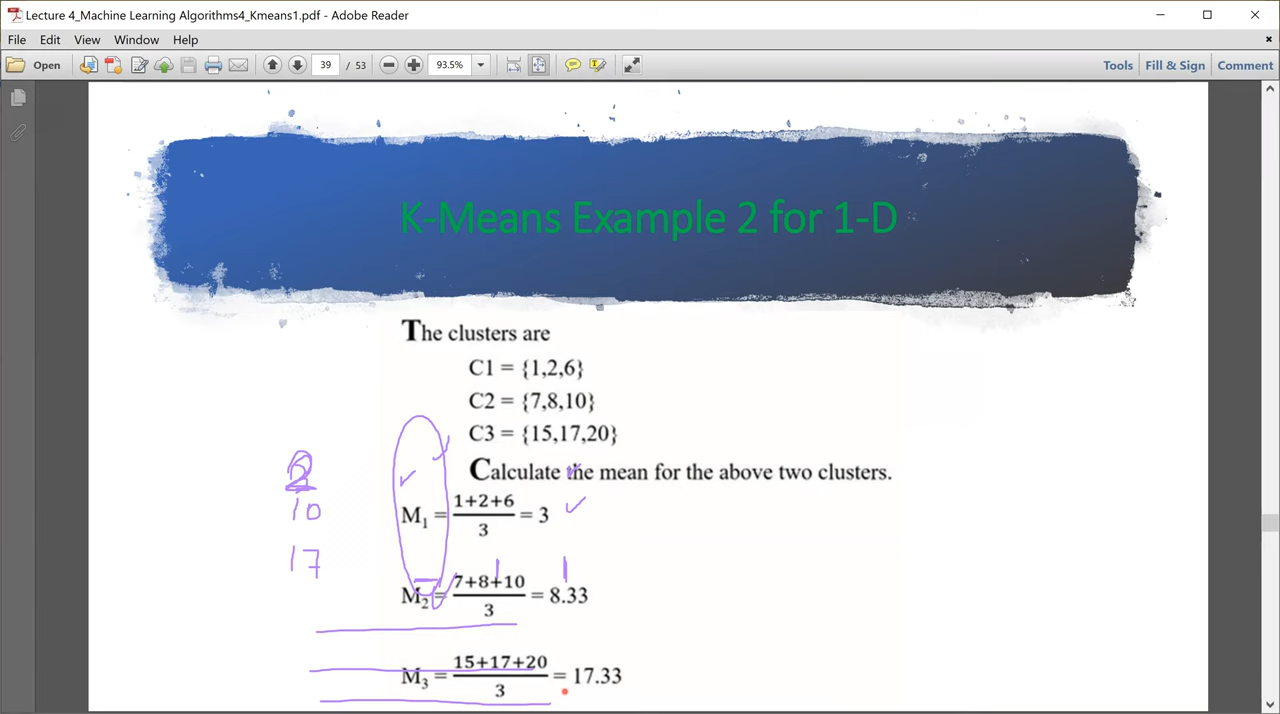 Lecture 4_Machine Learning Algorithms4_Kmeans1.pdf - Adobe Reader
File Edit View Window Help
Open 39 / 53 93.5% Tools Fill & Sign Comment
K-Means Example 2 for 1-D
The clusters are
C1 = {1,2,6}
C2 = {7,8,10}
C3 = {15,17,20}
Calculate the mean for the above two clusters.
M₁ = (1+2+6)/3 = 3
M₂ = (7+8+10)/3 = 8.33
M₃ = (15+17+20)/3 = 17.33
2
10
17